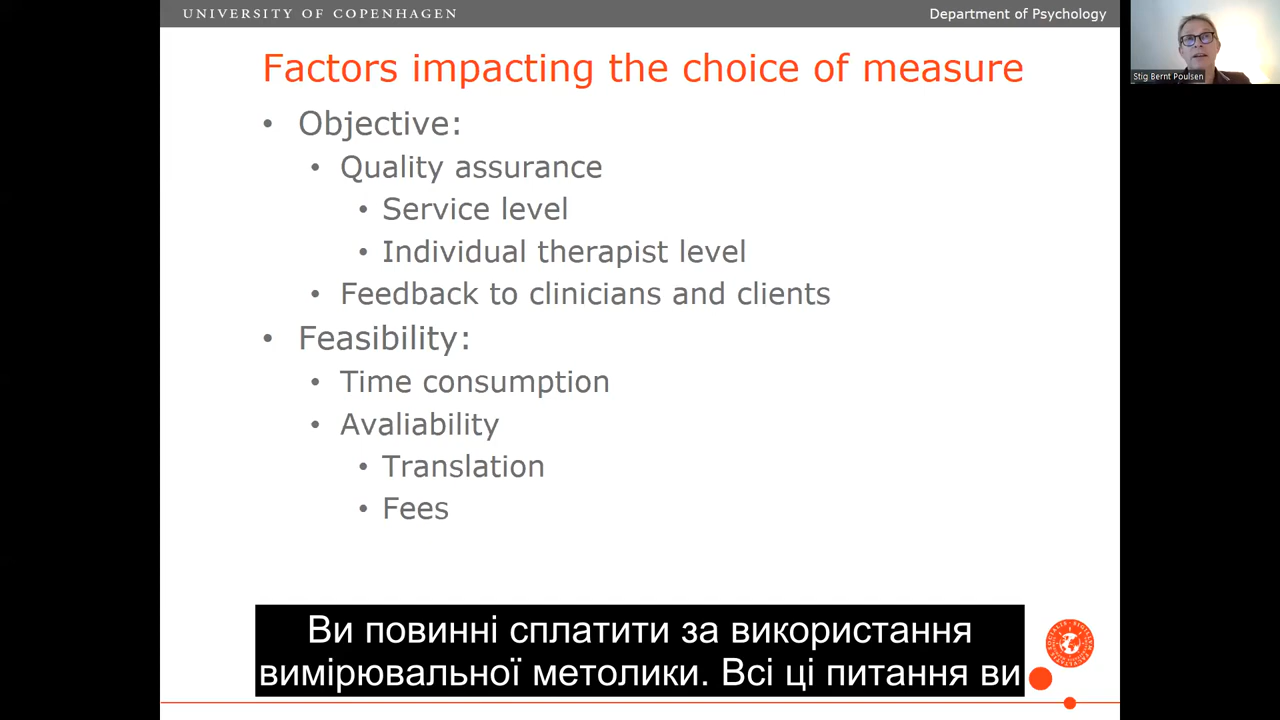 UNIVERSITY OF COPENHAGEN
Department of Psychology
Stig Bernt Poulsen
Factors impacting the choice of measure
• Objective:
• Quality assurance
• Service level
• Individual therapist level
• Feedback to clinicians and clients
• Feasibility:
• Time consumption
• Avaliability
• Translation
• Fees
Ви повинні сплатити за використання
вимірювальної метолики. Всі ці питання ви